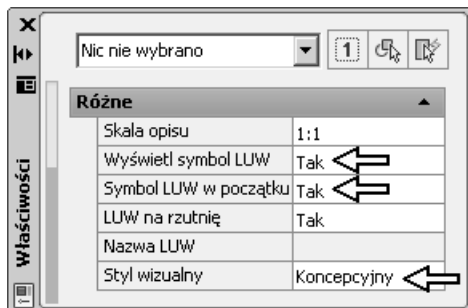 Nic nie wybrano
1
Różne
Skala opisu 1:1
Wyświetl symbol LUW Tak
Symbol LUW w początku Tak
LUW na rzutnię Tak
Nazwa LUW
Styl wizualny Koncepcyjny
Właściwości